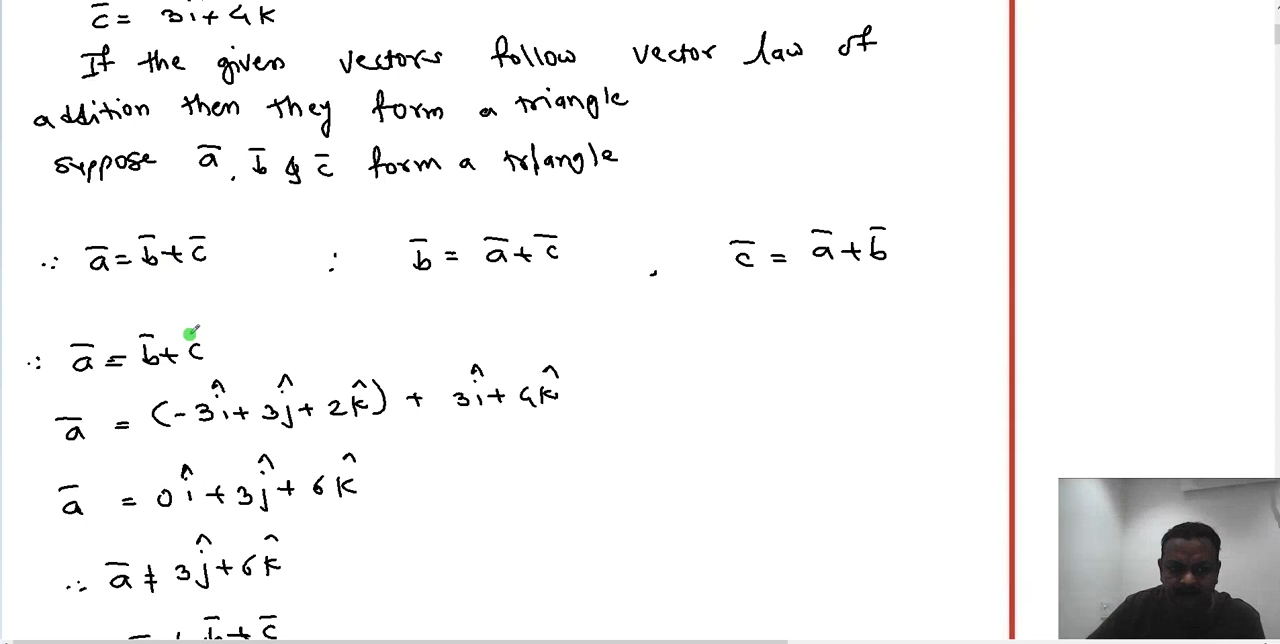 c̄ = 3i + 4k
If the given vectors follow vector law of
addition then they form a triangle
suppose ā, b̄ & c̄ form a triangle
∴ ā = b̄ + c̄ : b̄ = ā + c̄ , c̄ = ā + b̄
∴ ā = b̄ + c
ā = (-3î + 3ĵ + 2k̂) + 3î + 4k̂
ā = 0î + 3ĵ + 6k̂
∴ ā ≠ 3ĵ + 6k̂
b̄ + c̄